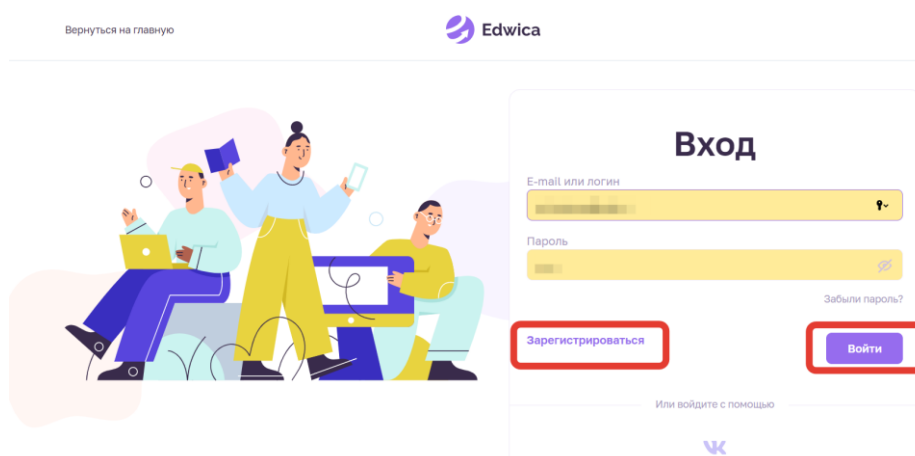 Вернуться на главную
Edwica
Вход
E-mail или логин
Пароль
Забыли пароль?
Зарегистрироваться
Войти
Или войдите с помощью